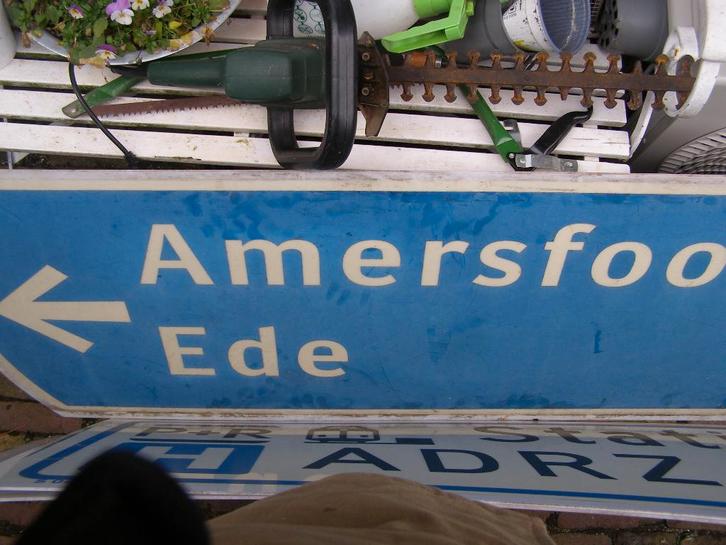 Amersfoo
Ede
P+R Stat
H ADRZ